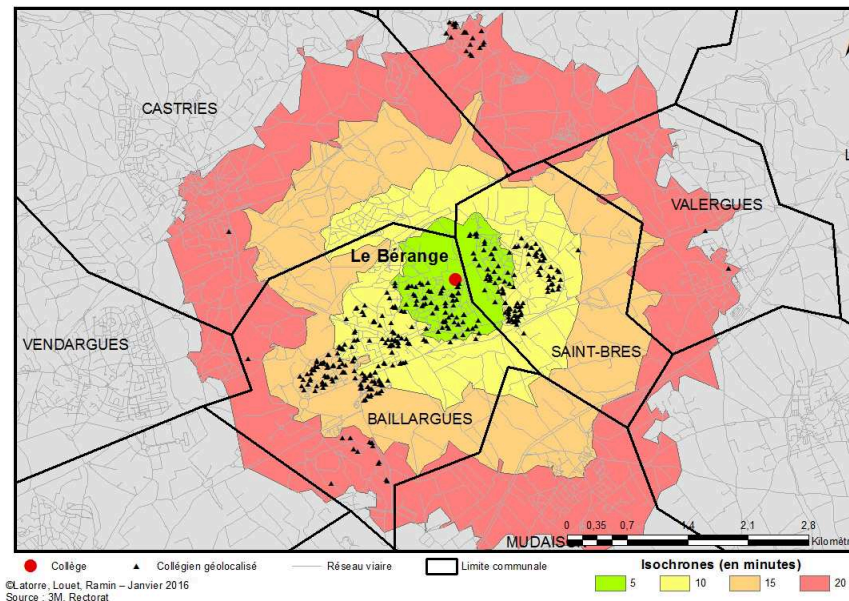 CASTRIES
VALERGUES
Le Bérange
VENDARGUES
SAINT-BRES
BAILLARGUES
0 0,35 0,7 1,4 2,1 2,8
Kilomètr
MUDAISO
Collège
Collégien géolocalisé
Réseau viaire
Limite communale
Isochrones (en minutes)
5 10 15 20
©Latorre, Louet, Ramin – Janvier 2016
Source : 3M, Rectorat